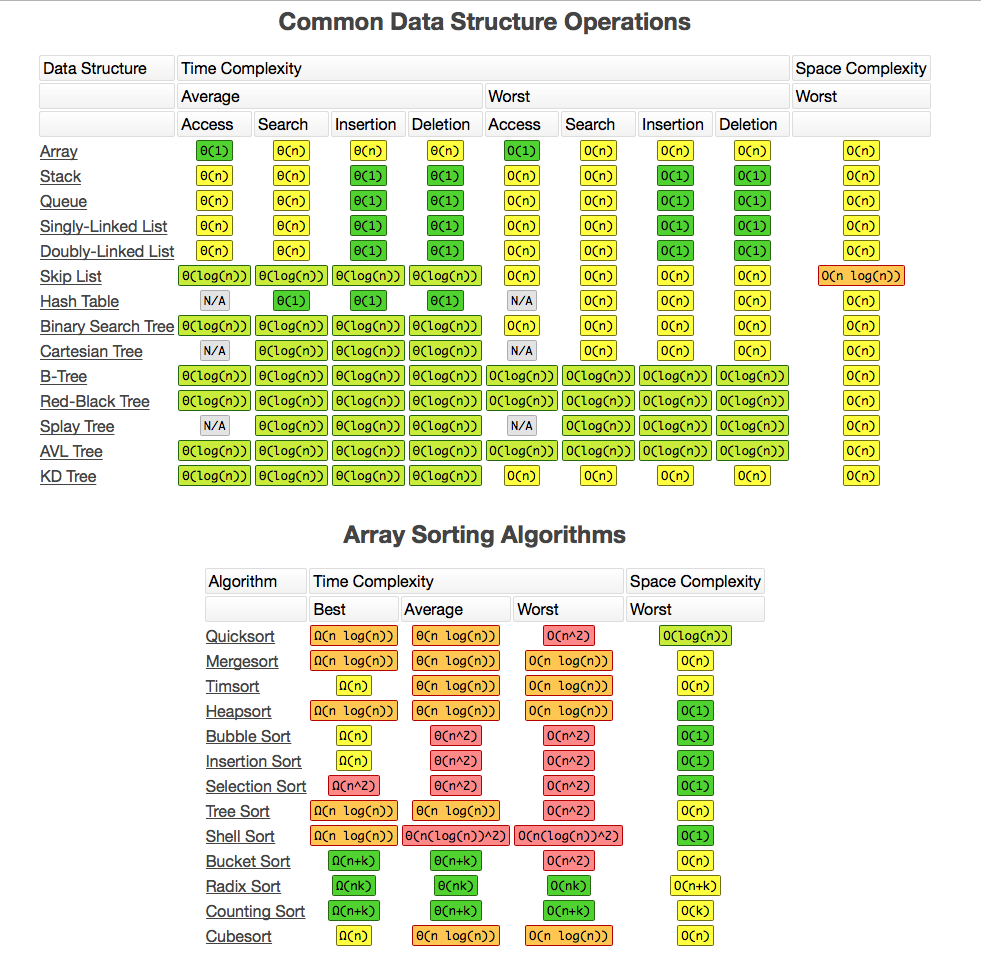 Common Data Structure Operations
Data Structure Time Complexity Space Complexity
Average Worst Worst
Access Search Insertion Deletion Access Search Insertion Deletion
Array Θ(1) Θ(n) Θ(n) Θ(n) O(1) O(n) O(n) O(n) O(n)
Stack Θ(n) Θ(n) Θ(1) Θ(1) O(n) O(n) O(1) O(1) O(n)
Queue Θ(n) Θ(n) Θ(1) Θ(1) O(n) O(n) O(1) O(1) O(n)
Singly-Linked List Θ(n) Θ(n) Θ(1) Θ(1) O(n) O(n) O(1) O(1) O(n)
Doubly-Linked List Θ(n) Θ(n) Θ(1) Θ(1) O(n) O(n) O(1) O(1) O(n)
Skip List Θ(log(n)) Θ(log(n)) Θ(log(n)) Θ(log(n)) O(n) O(n) O(n) O(n) O(n log(n))
Hash Table N/A Θ(1) Θ(1) Θ(1) N/A O(n) O(n) O(n) O(n)
Binary Search Tree Θ(log(n)) Θ(log(n)) Θ(log(n)) Θ(log(n)) O(n) O(n) O(n) O(n) O(n)
Cartesian Tree N/A Θ(log(n)) Θ(log(n)) Θ(log(n)) N/A O(n) O(n) O(n) O(n)
B-Tree Θ(log(n)) Θ(log(n)) Θ(log(n)) Θ(log(n)) O(log(n)) O(log(n)) O(log(n)) O(log(n)) O(n)
Red-Black Tree Θ(log(n)) Θ(log(n)) Θ(log(n)) Θ(log(n)) O(log(n)) O(log(n)) O(log(n)) O(log(n)) O(n)
Splay Tree N/A Θ(log(n)) Θ(log(n)) Θ(log(n)) N/A O(log(n)) O(log(n)) O(log(n)) O(n)
AVL Tree Θ(log(n)) Θ(log(n)) Θ(log(n)) Θ(log(n)) O(log(n)) O(log(n)) O(log(n)) O(log(n)) O(n)
KD Tree Θ(log(n)) Θ(log(n)) Θ(log(n)) Θ(log(n)) O(n) O(n) O(n) O(n) O(n)
Array Sorting Algorithms
Algorithm Time Complexity Space Complexity
Best Average Worst Worst
Quicksort Ω(n log(n)) Θ(n log(n)) O(n^2) O(log(n))
Mergesort Ω(n log(n)) Θ(n log(n)) O(n log(n)) O(n)
Timsort Ω(n) Θ(n log(n)) O(n log(n)) O(n)
Heapsort Ω(n log(n)) Θ(n log(n)) O(n log(n)) O(1)
Bubble Sort Ω(n) Θ(n^2) O(n^2) O(1)
Insertion Sort Ω(n) Θ(n^2) O(n^2) O(1)
Selection Sort Ω(n^2) Θ(n^2) O(n^2) O(1)
Tree Sort Ω(n log(n)) Θ(n log(n)) O(n^2) O(n)
Shell Sort Ω(n log(n)) Θ(n(log(n))^2) O(n(log(n))^2) O(1)
Bucket Sort Ω(n+k) Θ(n+k) O(n^2) O(n)
Radix Sort Ω(nk) Θ(nk) O(nk) O(n+k)
Counting Sort Ω(n+k) Θ(n+k) O(n+k) O(k)
Cubesort Ω(n) Θ(n log(n)) O(n log(n)) O(n)